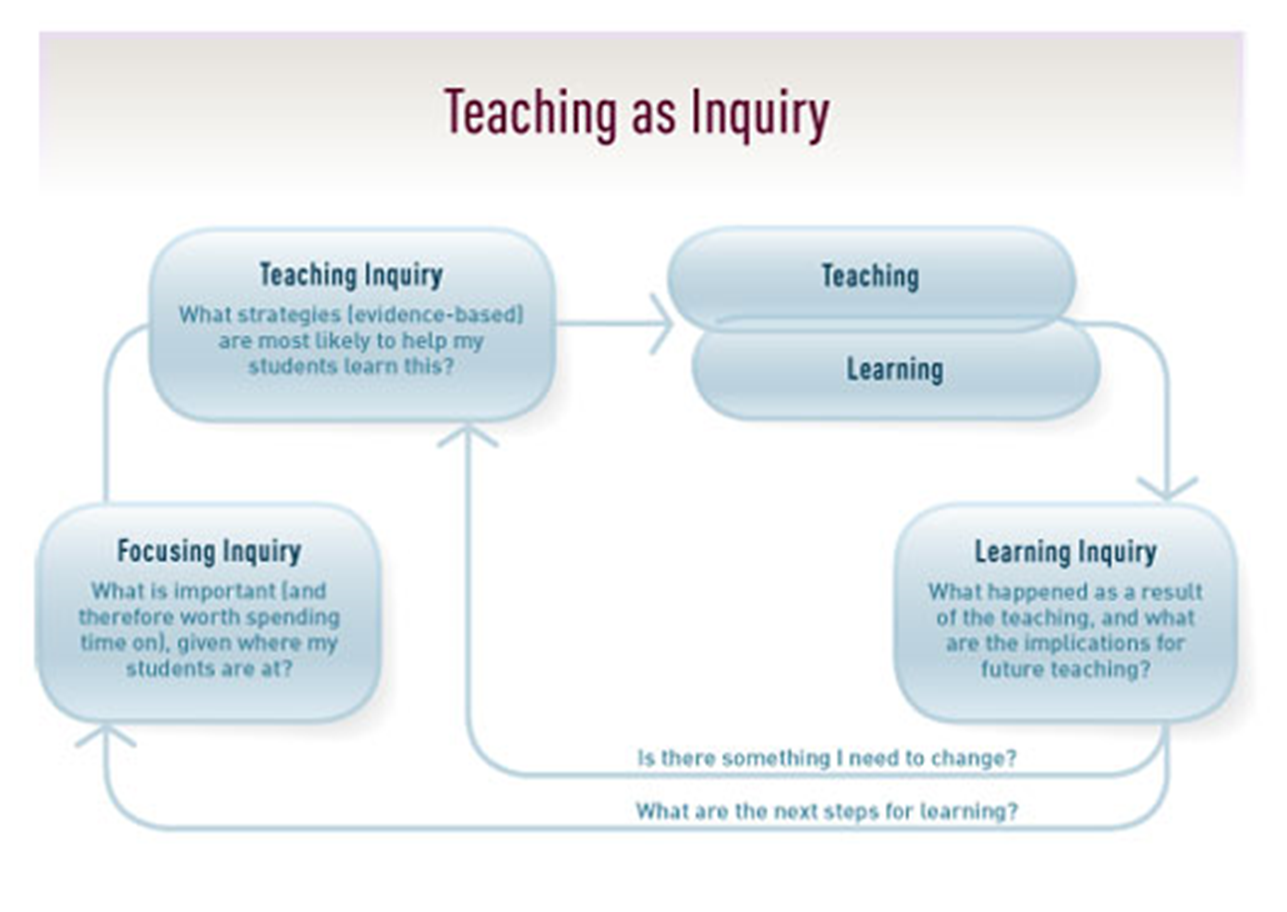 Teaching as Inquiry
Teaching Inquiry
What strategies (evidence-based)
are most likely to help my
students learn this?
Teaching
Learning
Focusing Inquiry
What is important (and
therefore worth spending
time on), given where my
students are at?
Learning Inquiry
What happened as a result
of the teaching, and what
are the implications for
future teaching?
Is there something I need to change?
What are the next steps for learning?